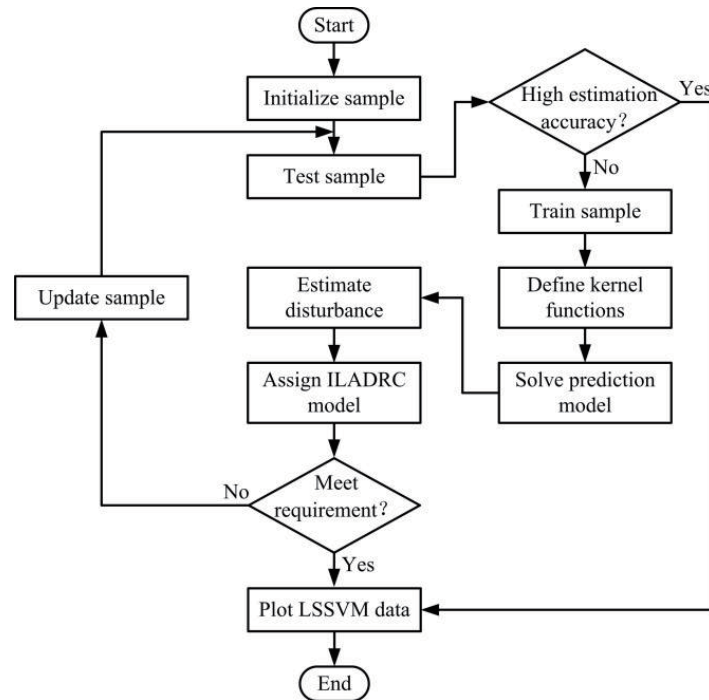 Start
Initialize sample
Test sample
High estimation
accuracy?
Yes
No
Train sample
Define kernel
functions
Solve prediction
model
Estimate
disturbance
Assign ILADRC
model
Update sample
Meet
requirement?
No
Yes
Plot LSSVM data
End